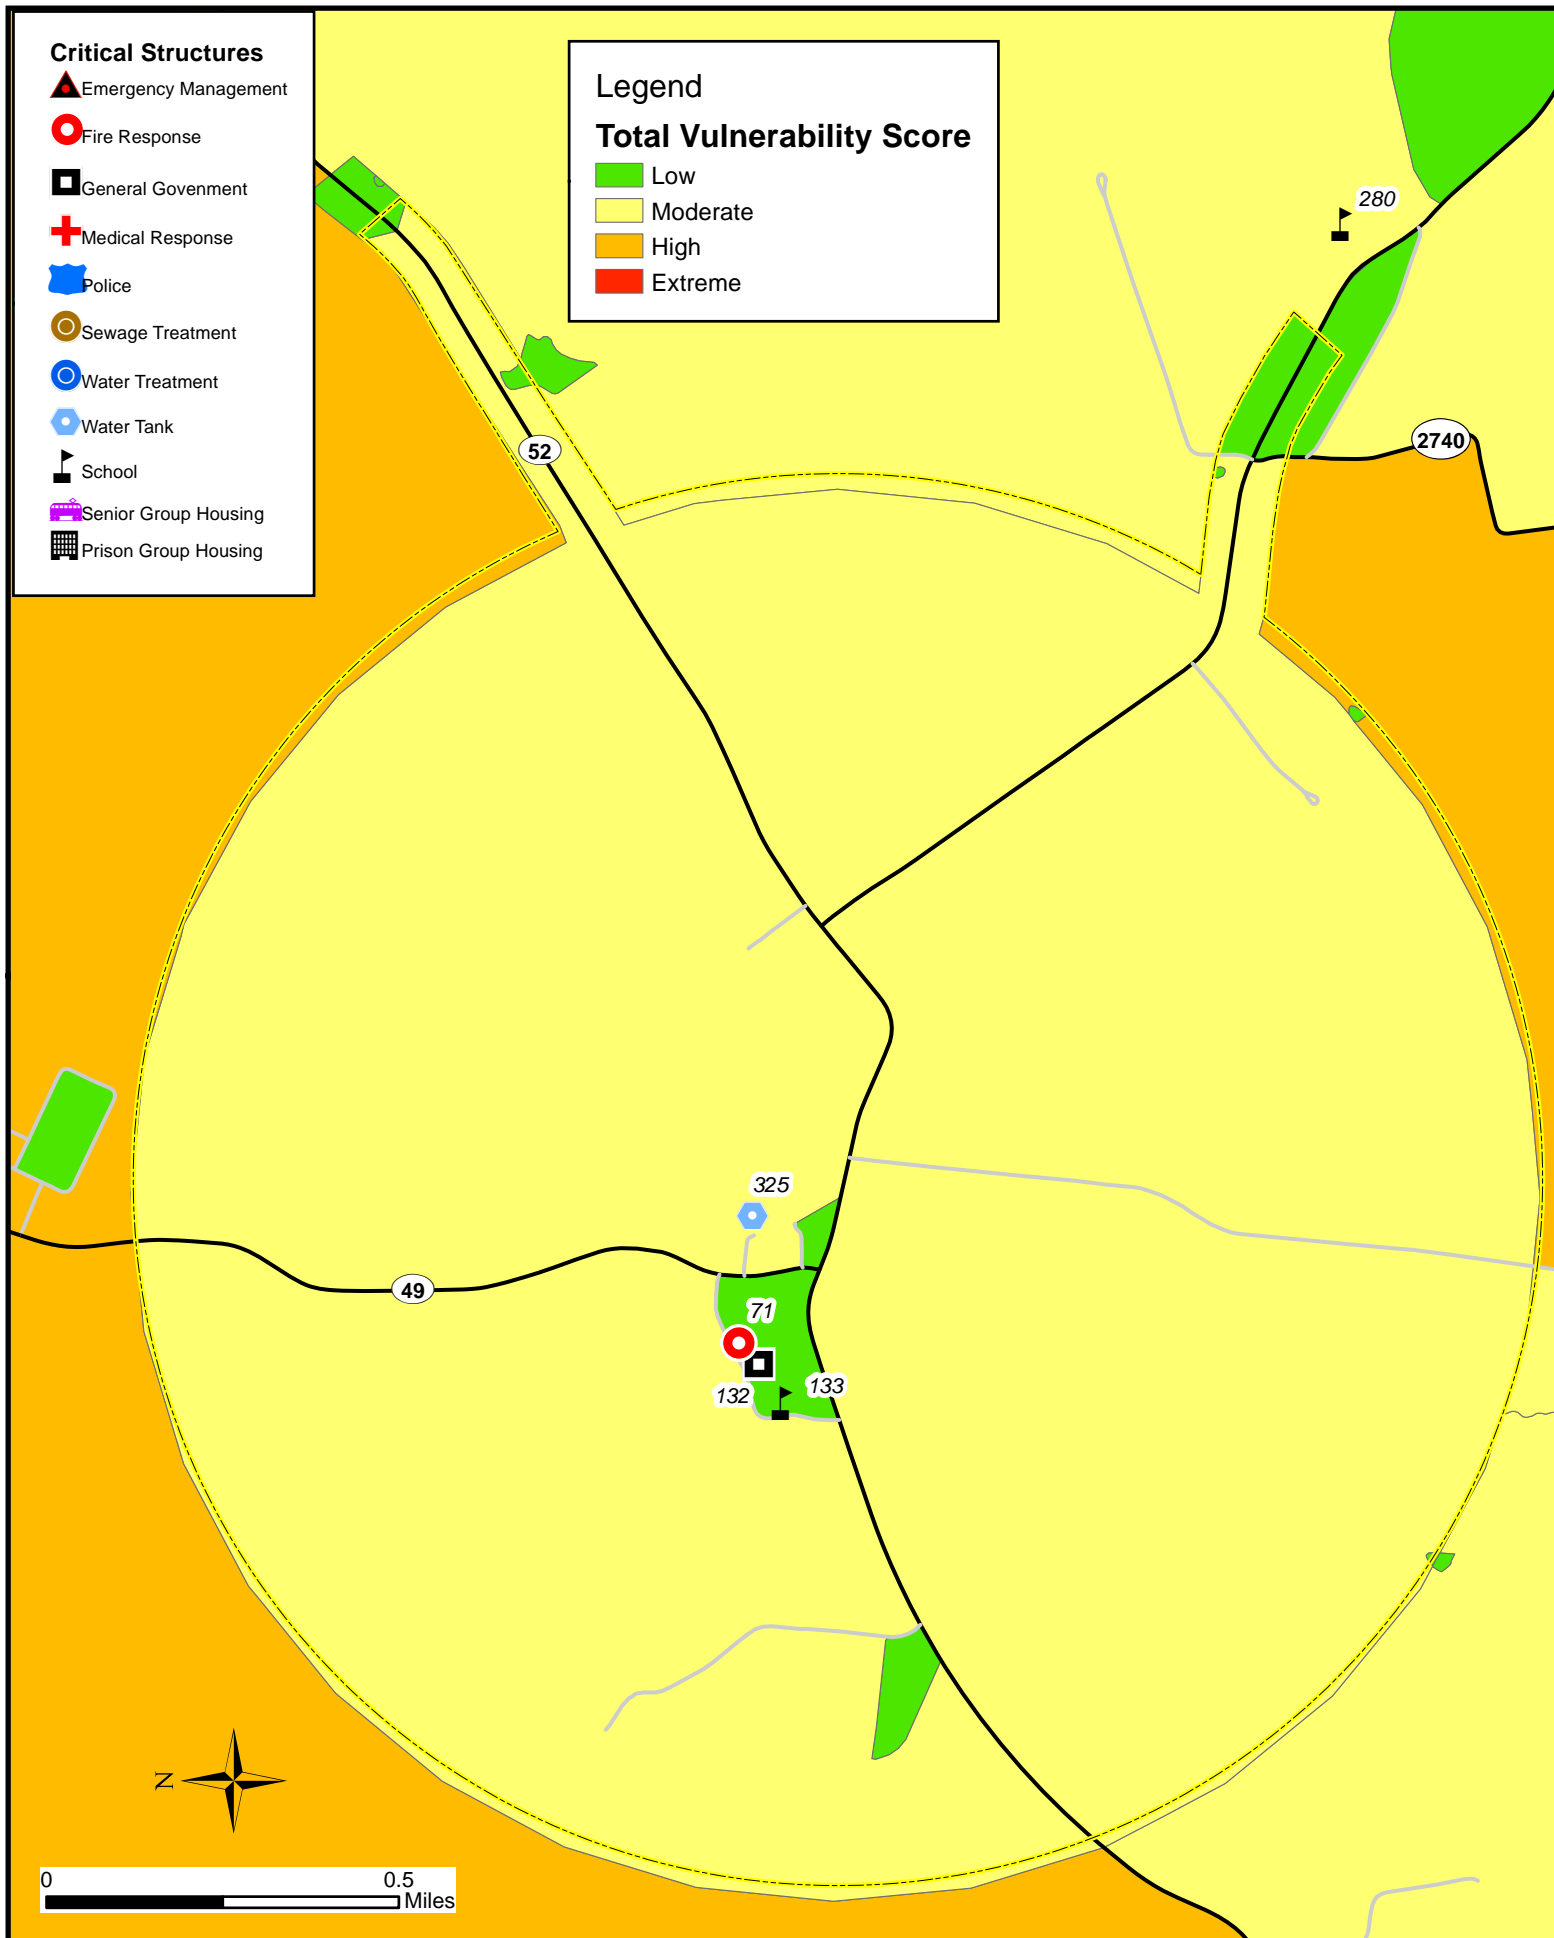 Critical Structures
Emergency Management
Fire Response
General Govenment
Medical Response
Police
Sewage Treatment
Water Treatment
Water Tank
School
Senior Group Housing
Prison Group Housing
Legend
Total Vulnerability Score
Low
Moderate
High
Extreme
280
2740
52
325
49
71
132
133
N
0 0.5
Miles